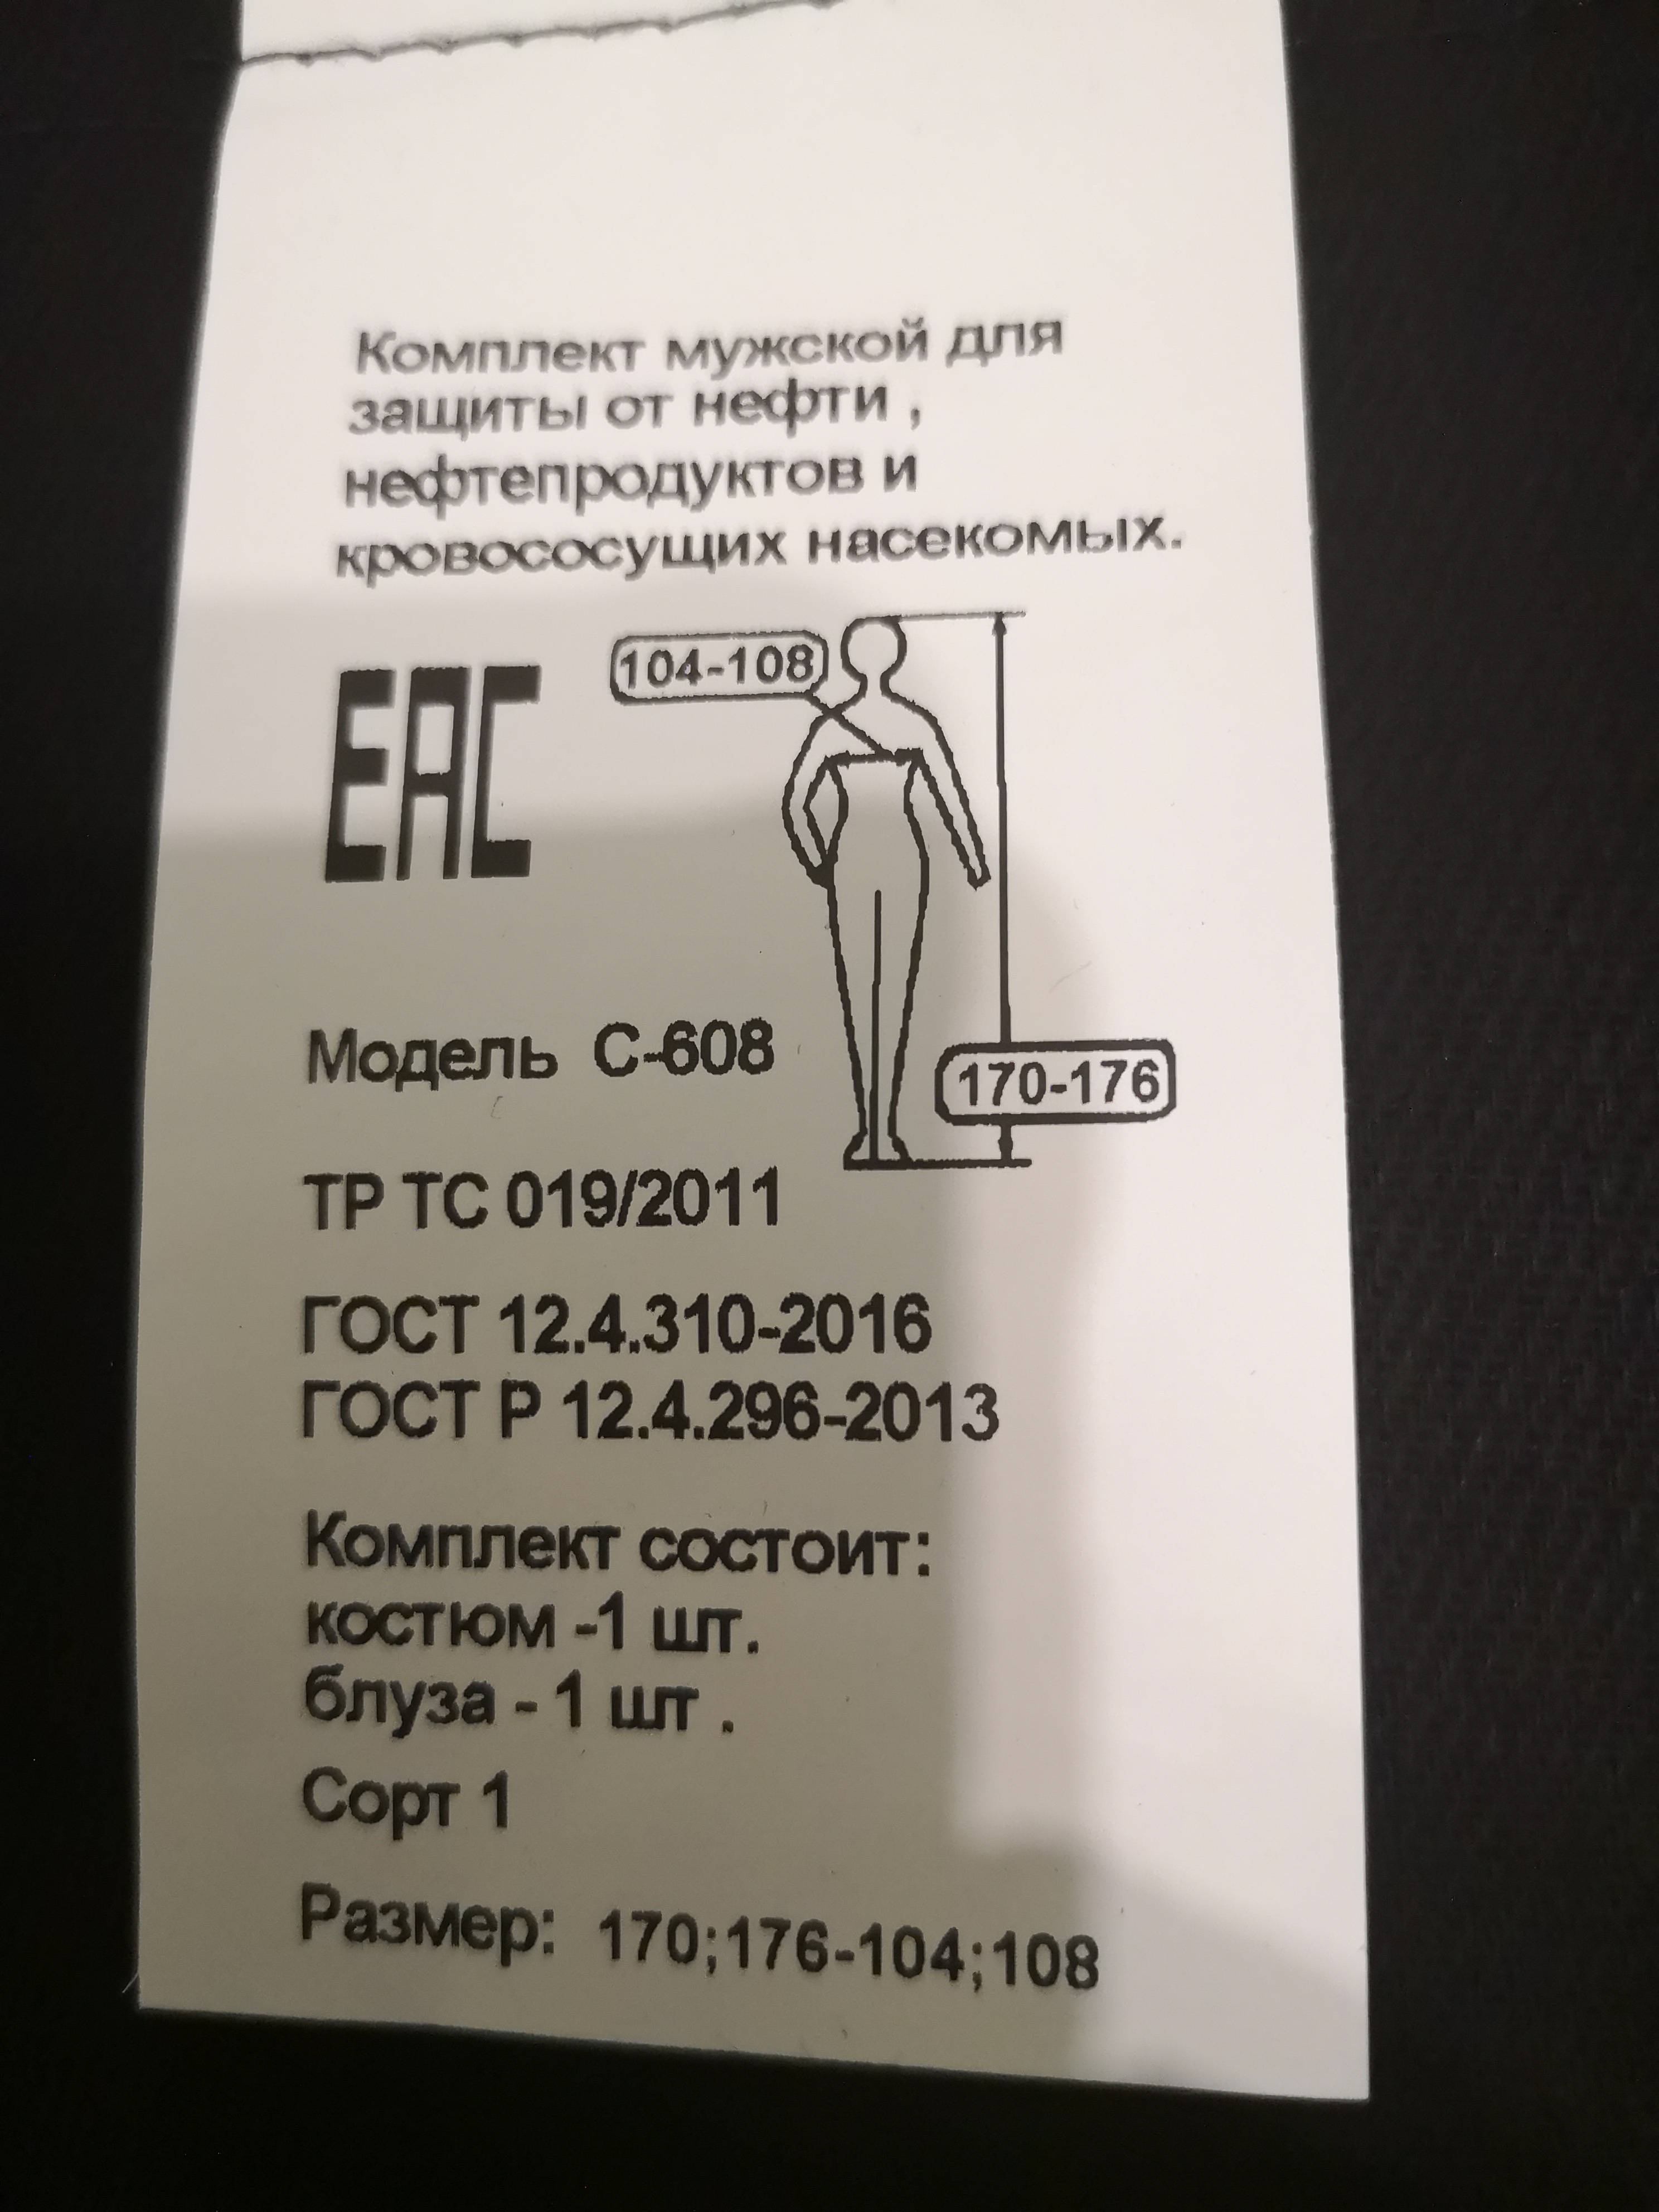 Комплект мужской для
защиты от нефти ,
нефтепродуктов и
кровососущих насекомых.
104-108
EAC
170-176
Модель С-608
ТР ТС 019/2011
ГОСТ 12.4.310-2016
ГОСТ Р 12.4.296-2013
Комплект состоит:
костюм -1 шт.
блуза - 1 шт .
Сорт 1
Размер: 170;176-104;108